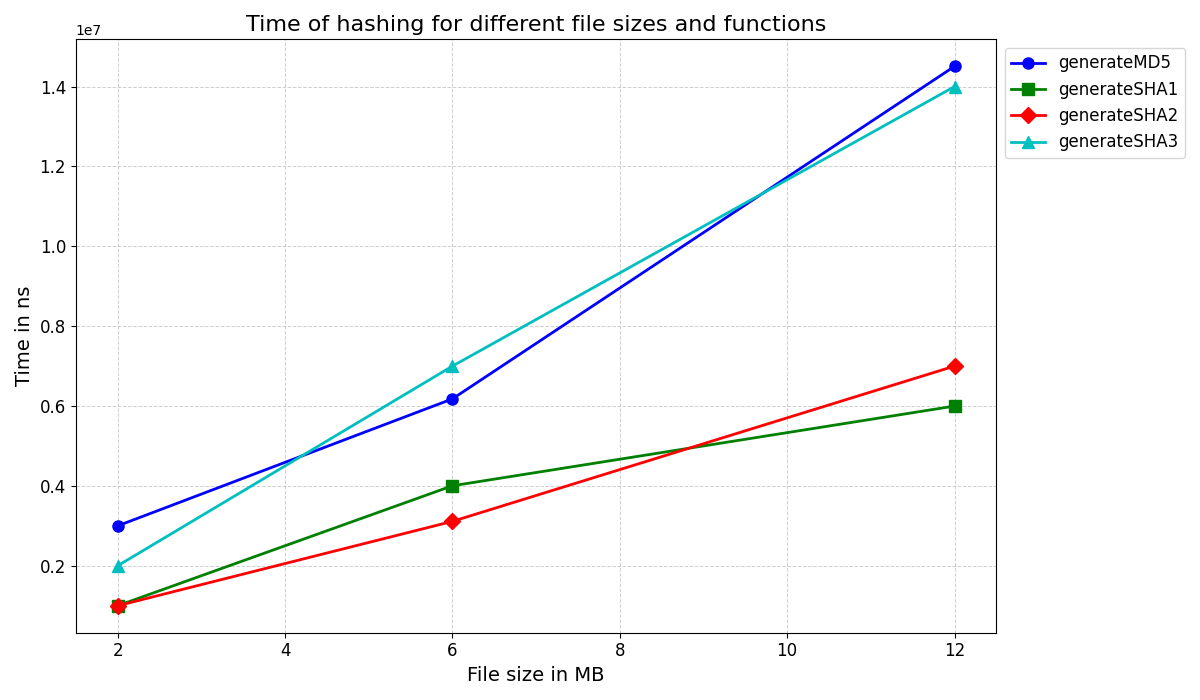 Time of hashing for different file sizes and functions
1e7
generateMD5
generateSHA1
generateSHA2
generateSHA3
1.4
1.2
1.0
0.8
0.6
0.4
0.2
Time in ns
2 4 6 8 10 12
File size in MB